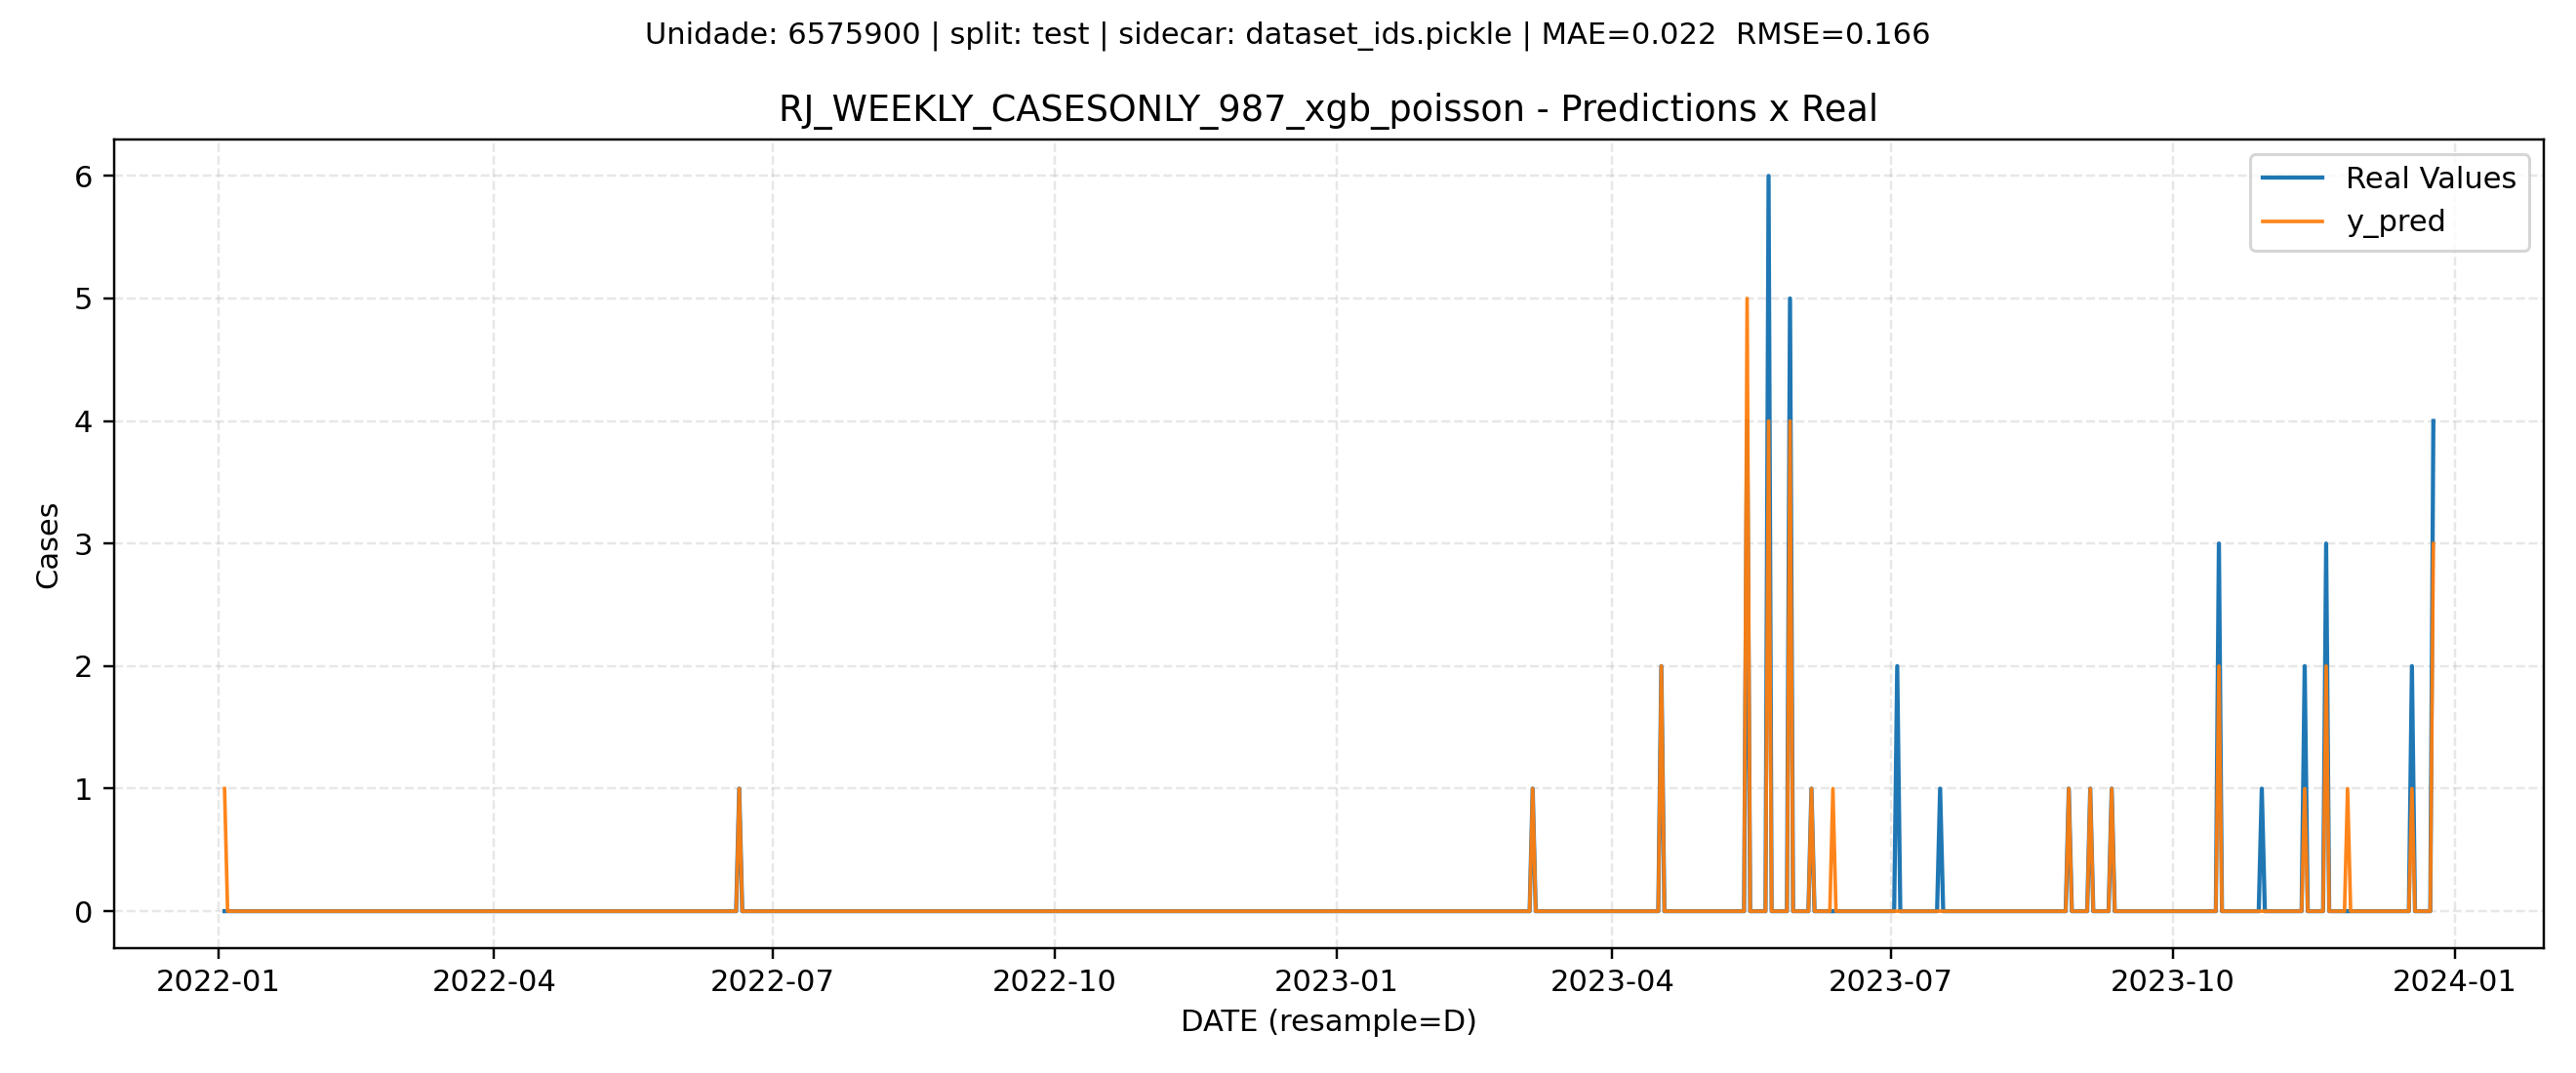 Unidade: 6575900 | split: test | sidecar: dataset_ids.pickle | MAE=0.022  RMSE=0.166
RJ_WEEKLY_CASESONLY_987_xgb_poisson - Predictions x Real
Real Values
y_pred
6
5
4
3
2
1
0
Cases
2022-01
2022-04
2022-07
2022-10
2023-01
2023-04
2023-07
2023-10
2024-01
DATE (resample=D)